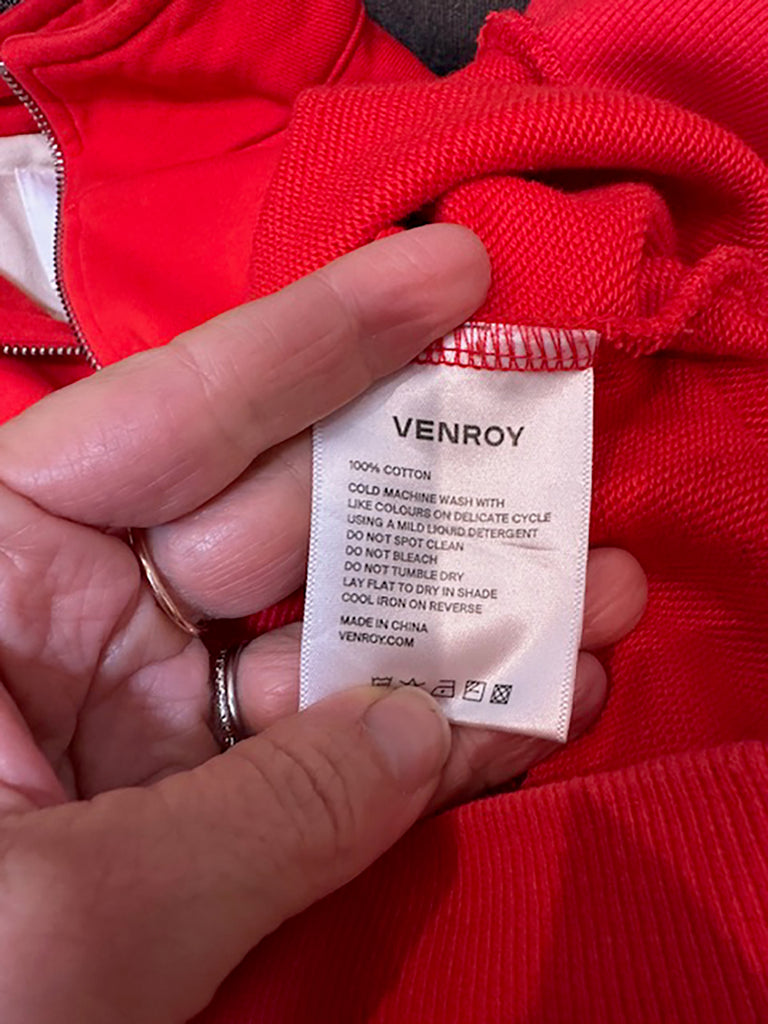 VENROY
100% COTTON
COLD MACHINE WASH WITH
LIKE COLOURS ON DELICATE CYCLE
USING A MILD LIQUID DETERGENT
DO NOT SPOT CLEAN
DO NOT BLEACH
DO NOT TUMBLE DRY
LAY FLAT TO DRY IN SHADE
COOL IRON ON REVERSE
MADE IN CHINA
VENROY.COM